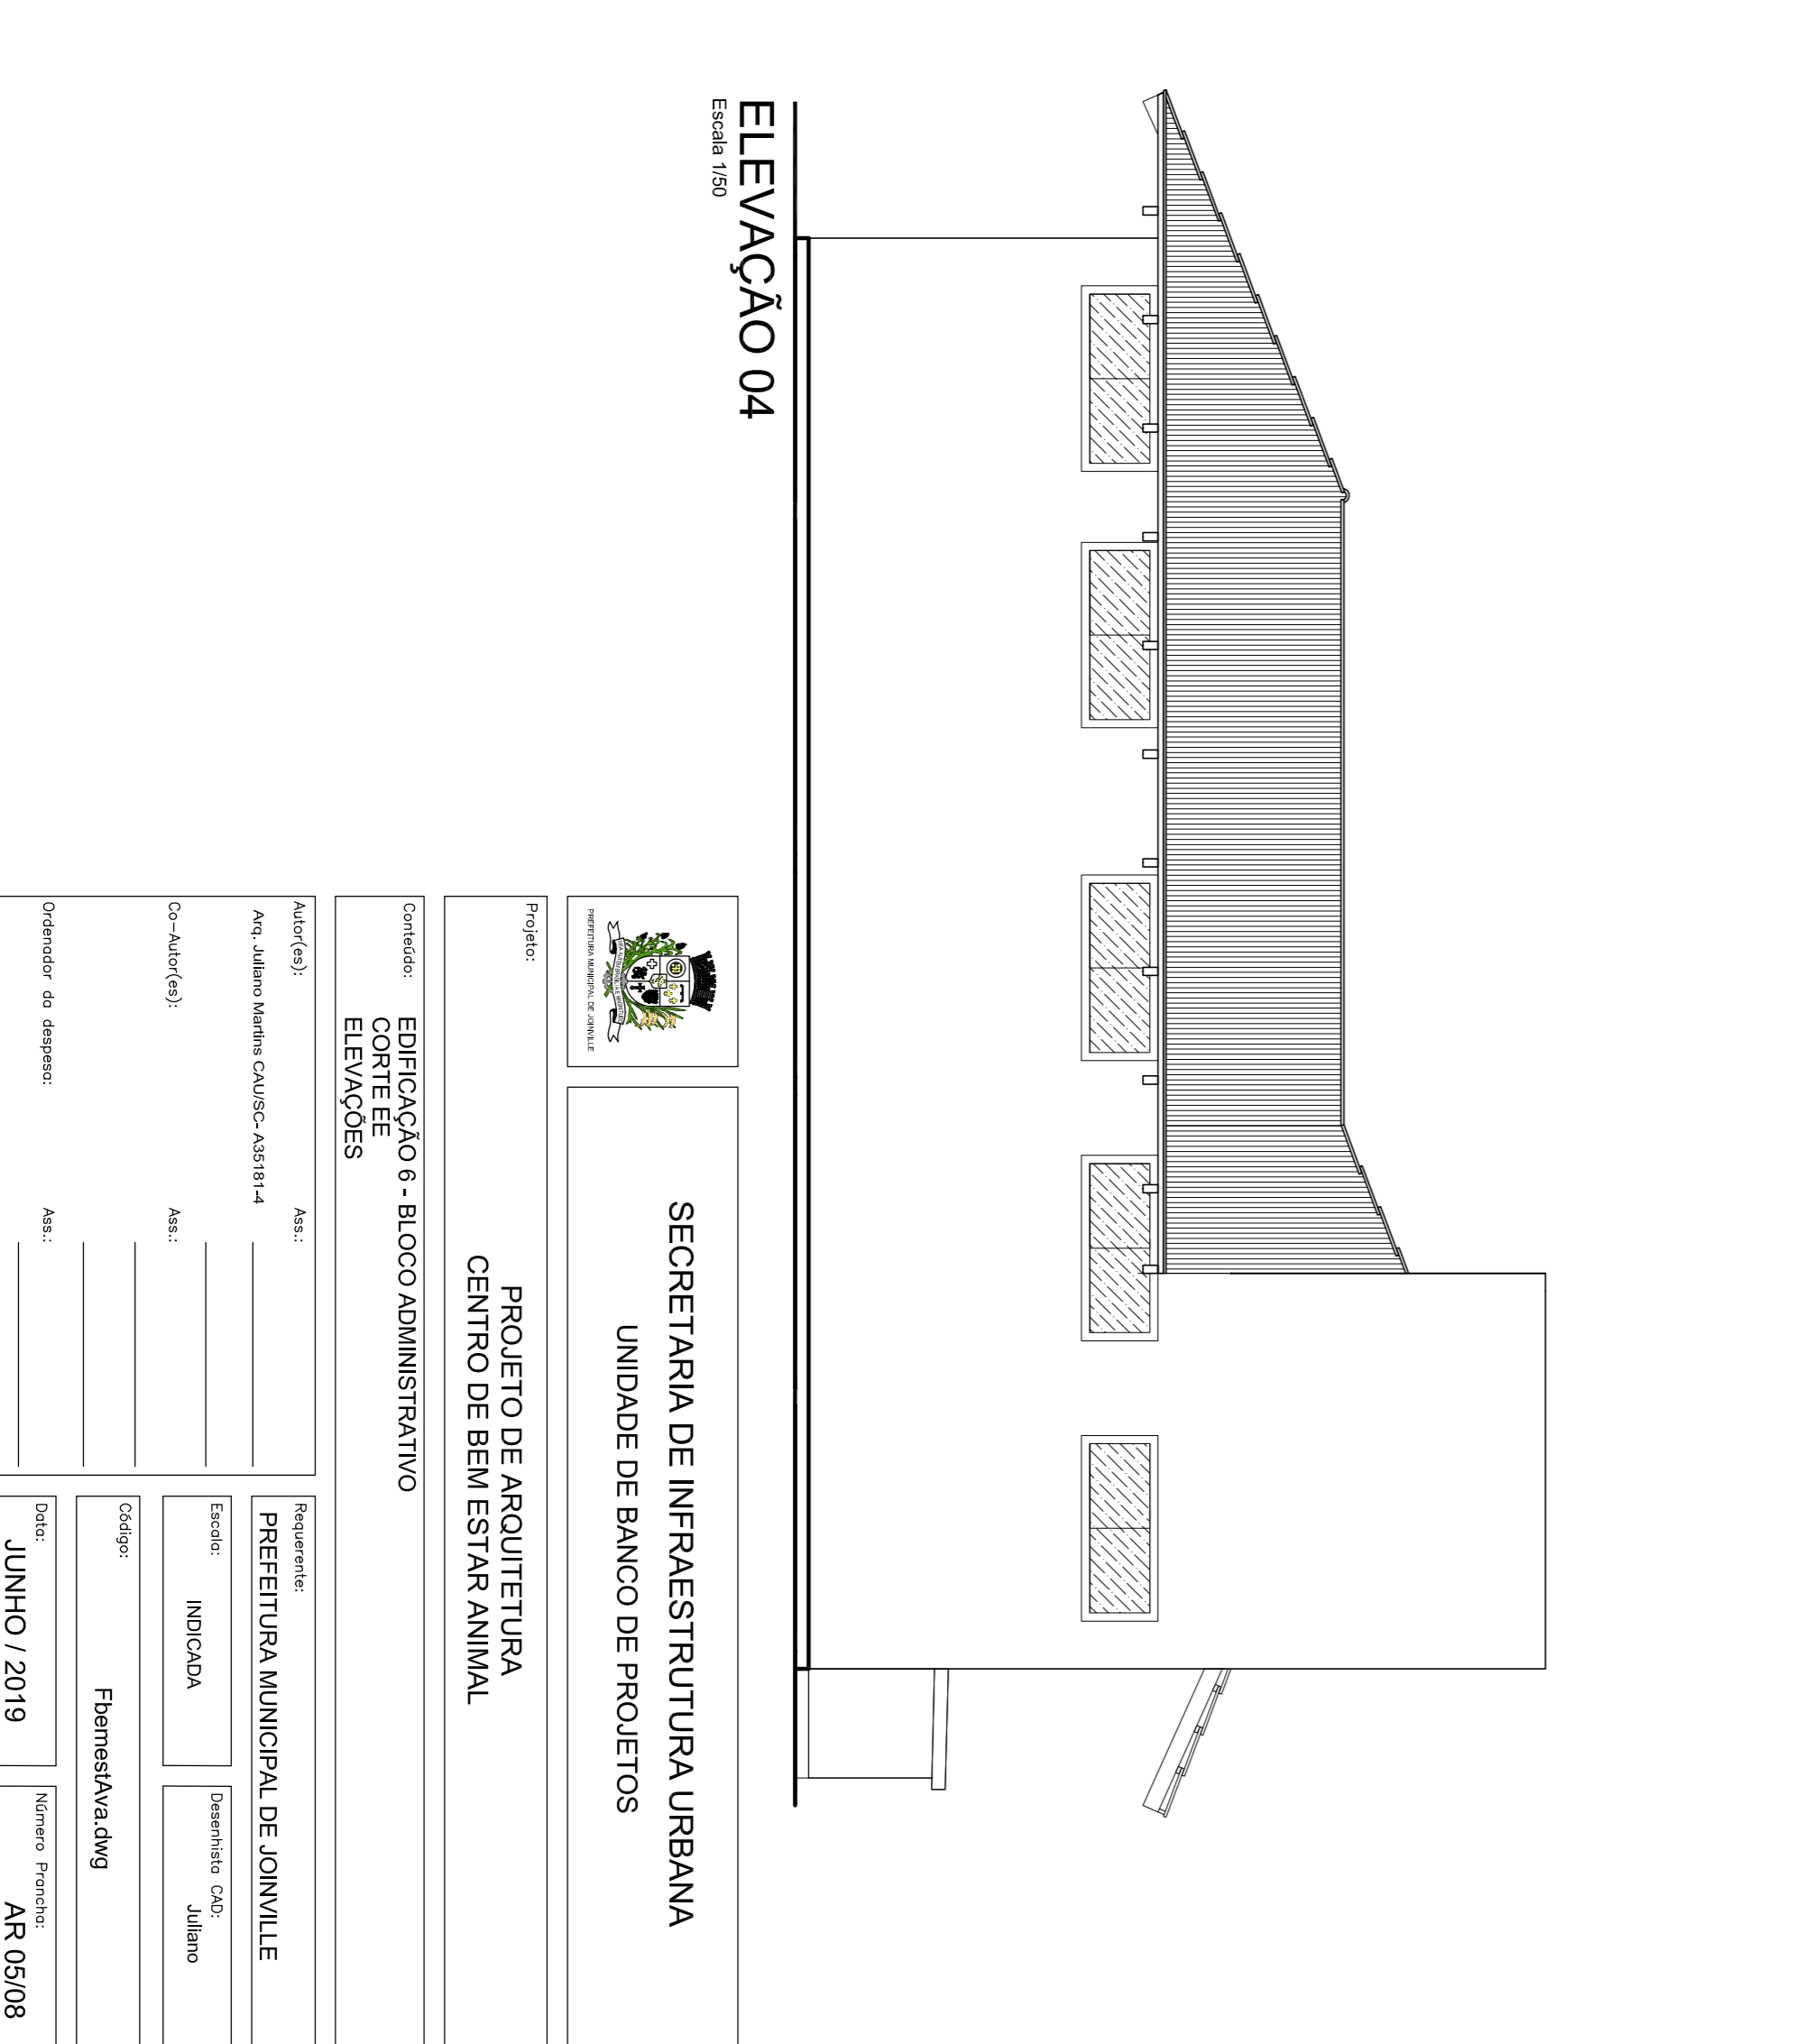 ELEVAÇÃO 04
Escala 1/50
PREFEITURA MUNICIPAL DE JOINVILLE
SECRETARIA DE INFRAESTRUTURA URBANA
UNIDADE DE BANCO DE PROJETOS
Projeto:
PROJETO DE ARQUITETURA
CENTRO DE BEM ESTAR ANIMAL
Conteúdo:
EDIFICAÇÃO 6 - BLOCO ADMINISTRATIVO
CORTE EE
ELEVAÇÕES
Autor(es):
Ass.:
Arq. Juliano Martins CAU/SC- A35181-4
Co-Autor(es):
Ass.:
Ordenador da despesa:
Ass.:
Requerente:
PREFEITURA MUNICIPAL DE JOINVILLE
Escala:
INDICADA
Desenhista CAD:
Juliano
Código:
FbemestAva.dwg
Data:
JUNHO / 2019
Número Prancha:
AR 05/08